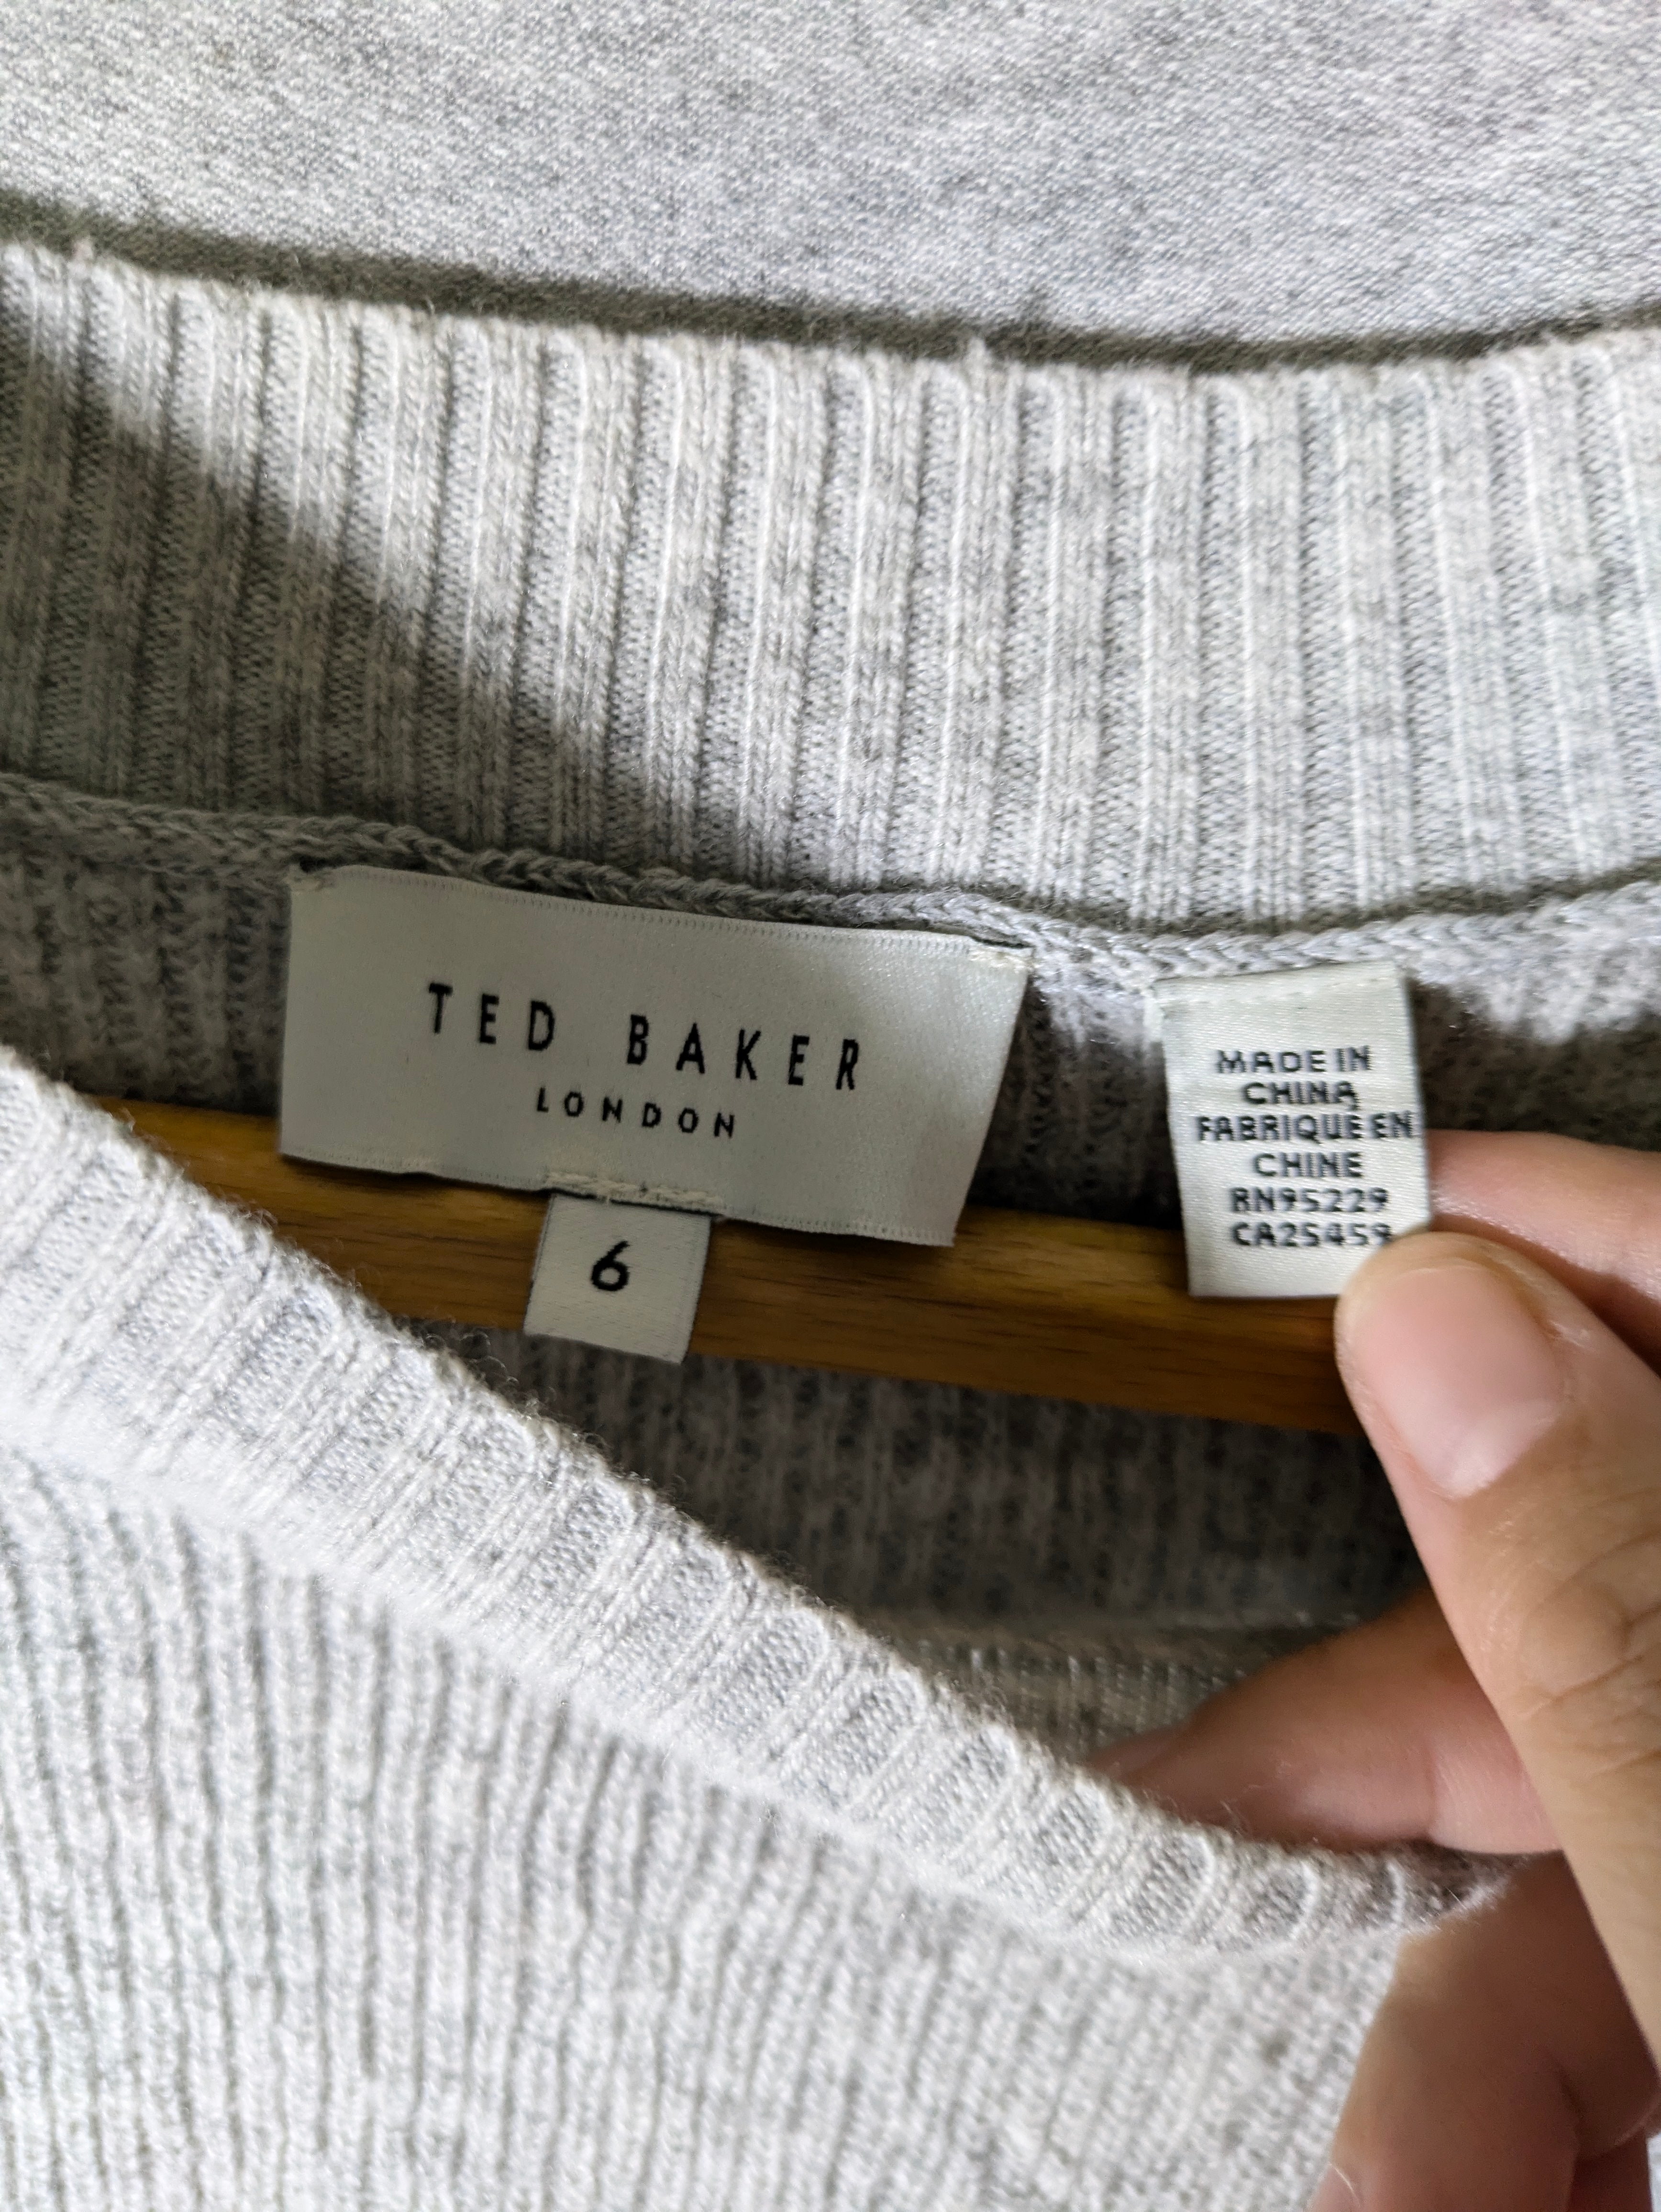 TED BAKER
LONDON
6
MADE IN
CHINA
FABRIQUÉ EN
CHINE
RN95229
CA25459